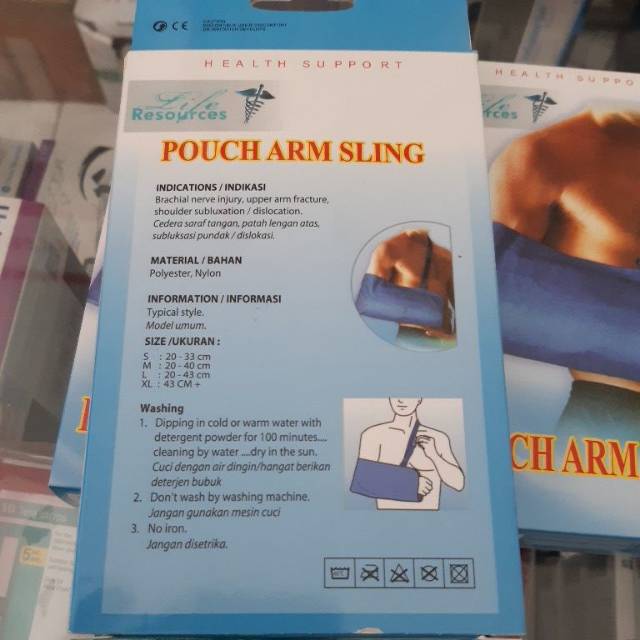 HEALTH SUPPORT
Life
Resources
POUCH ARM SLING
INDICATIONS / INDIKASI
Brachial nerve injury, upper arm fracture,
shoulder subluxation / dislocation.
Cedera saraf tangan, patah lengan atas,
subluksasi pundak / dislokasi.
MATERIAL / BAHAN
Polyester, Nylon
INFORMATION / INFORMASI
Typical style.
Model umum.
SIZE /UKURAN :
S : 20 - 33 cm
M : 20 - 40 cm
L : 20 - 43 cm
XL : 43 CM +
Washing
1. Dipping in cold or warm water with
detergent powder for 100 minutes....
cleaning by water ....dry in the sun.
Cuci dengan air dingin/hangat berikan
deterjen bubuk
2. Don't wash by washing machine.
Jangan gunakan mesin cuci
3. No iron.
Jangan disetrika.
HEALTH SUPPO
ife
rces
CH ARM